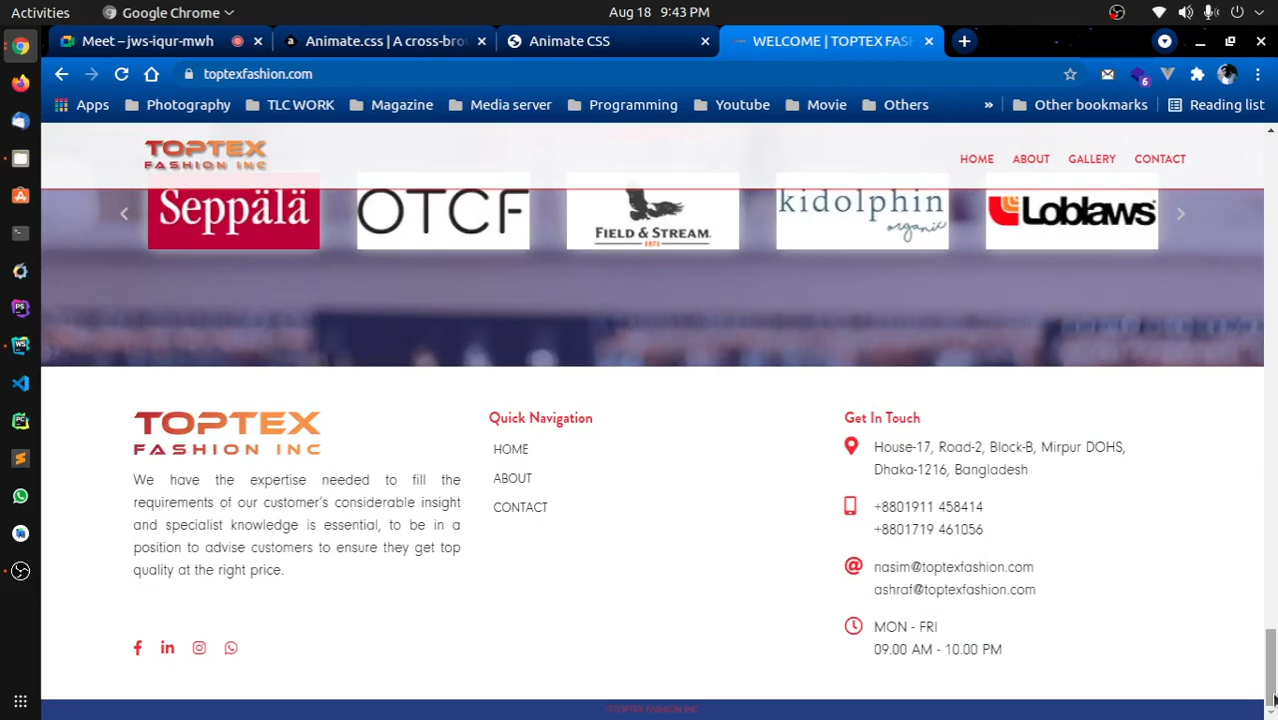 Activities Google Chrome Aug 18 9:43 PM
Meet – jws-iqur-mwh Animate.css | A cross-bro Animate CSS WELCOME | TOPTEX FASH
toptexfashion.com
Apps Photography TLC WORK Magazine Media server Programming Youtube Movie Others » Other bookmarks Reading list
6
TOPTEX
FASHION INC
HOME ABOUT GALLERY CONTACT
Seppälä
OTCF
FIELD & STREAM
1871
kidolphin
organic
Loblaws
TOPTEX
FASHION INC
We have the expertise needed to fill the
requirements of our customer's considerable insight
and specialist knowledge is essential, to be in a
position to advise customers to ensure they get top
quality at the right price.
Quick Navigation
HOME
ABOUT
CONTACT
Get In Touch
House-17, Road-2, Block-B, Mirpur DOHS,
Dhaka-1216, Bangladesh
+8801911 458414
+8801719 461056
nasim@toptexfashion.com
ashraf@toptexfashion.com
MON - FRI
09.00 AM - 10.00 PM
©TOPTEX FASHION INC